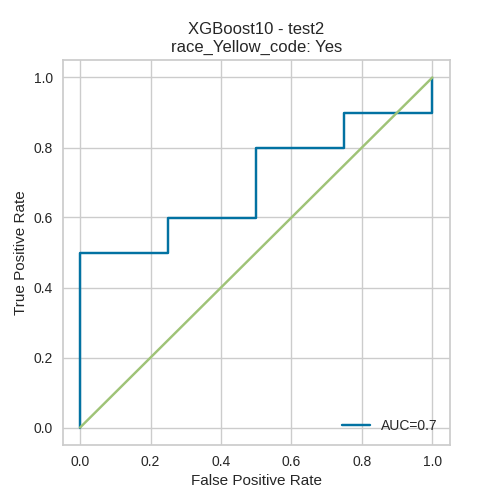 XGBoost10 - test2
race_Yellow_code: Yes
True Positive Rate
1.0
0.8
0.6
0.4
0.2
0.0
AUC=0.7
0.0 0.2 0.4 0.6 0.8 1.0
False Positive Rate